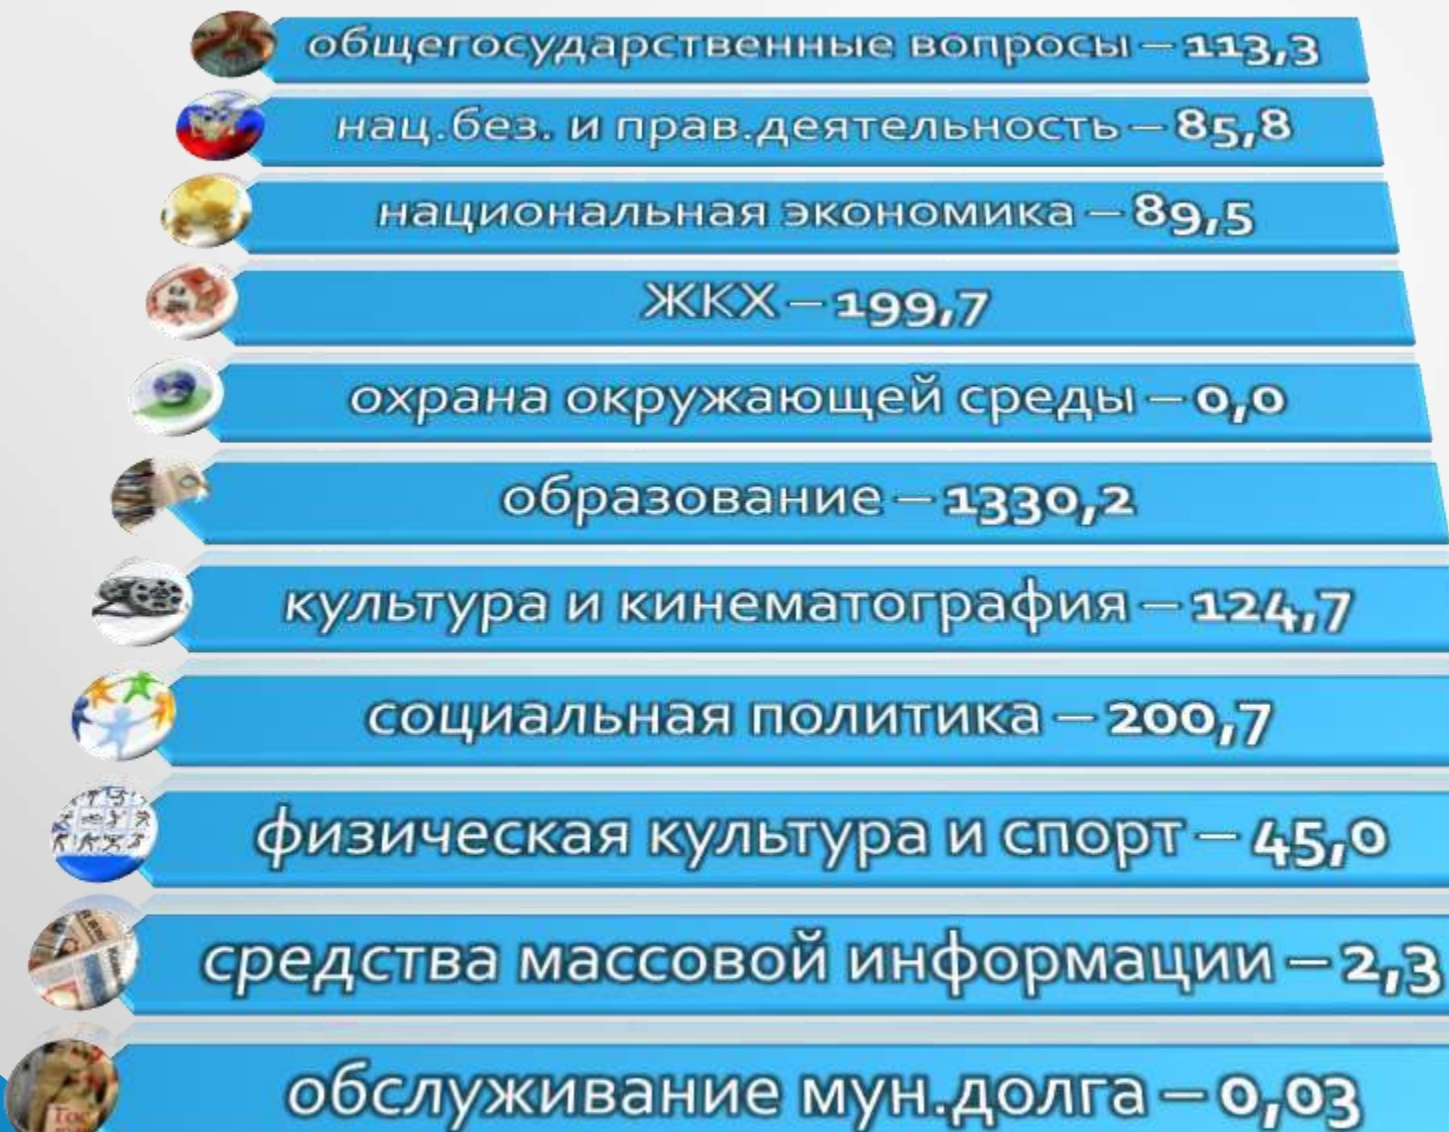 общегосударственные вопросы – 113,3
нац.без. и прав.деятельность – 85,8
национальная экономика – 89,5
ЖКХ – 199,7
охрана окружающей среды – 0,0
образование – 1330,2
культура и кинематография – 124,7
социальная политика – 200,7
физическая культура и спорт – 45,0
средства массовой информации – 2,3
обслуживание мун.долга – 0,03